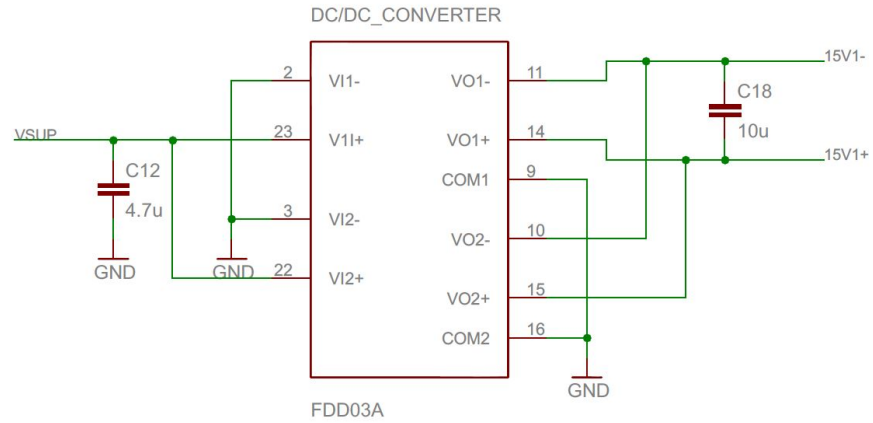 DC/DC_CONVERTER
2 VI1- VO1- 11 15V1-
C18
VSUP 23 V1I+ VO1+ 14 10u
C12 COM1 9 15V1+
4.7u
3 VI2- VO2- 10
GND GND 22 VI2+
VO2+ 15
COM2 16
GND
FDD03A